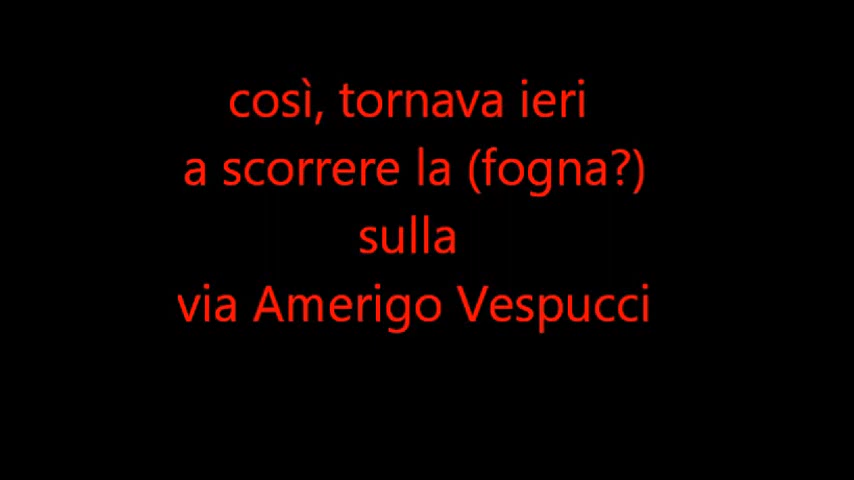 così, tornava ieri
a scorrere la (fogna?)
sulla
via Amerigo Vespucci